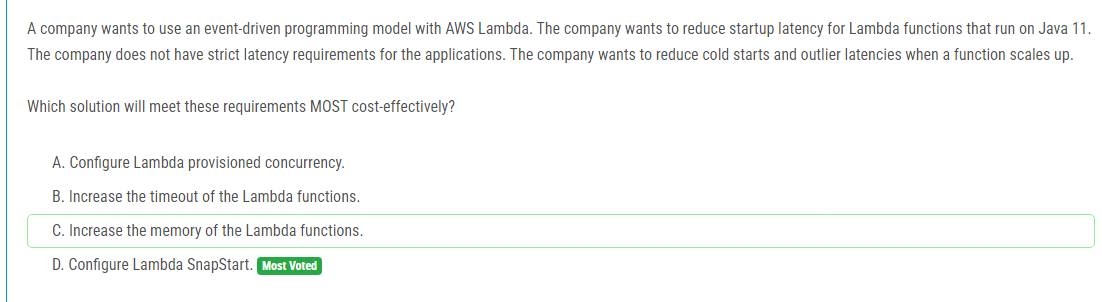 A company wants to use an event-driven programming model with AWS Lambda. The company wants to reduce startup latency for Lambda functions that run on Java 11.
The company does not have strict latency requirements for the applications. The company wants to reduce cold starts and outlier latencies when a function scales up.
Which solution will meet these requirements MOST cost-effectively?
A. Configure Lambda provisioned concurrency.
B. Increase the timeout of the Lambda functions.
C. Increase the memory of the Lambda functions.
D. Configure Lambda SnapStart. Most Voted